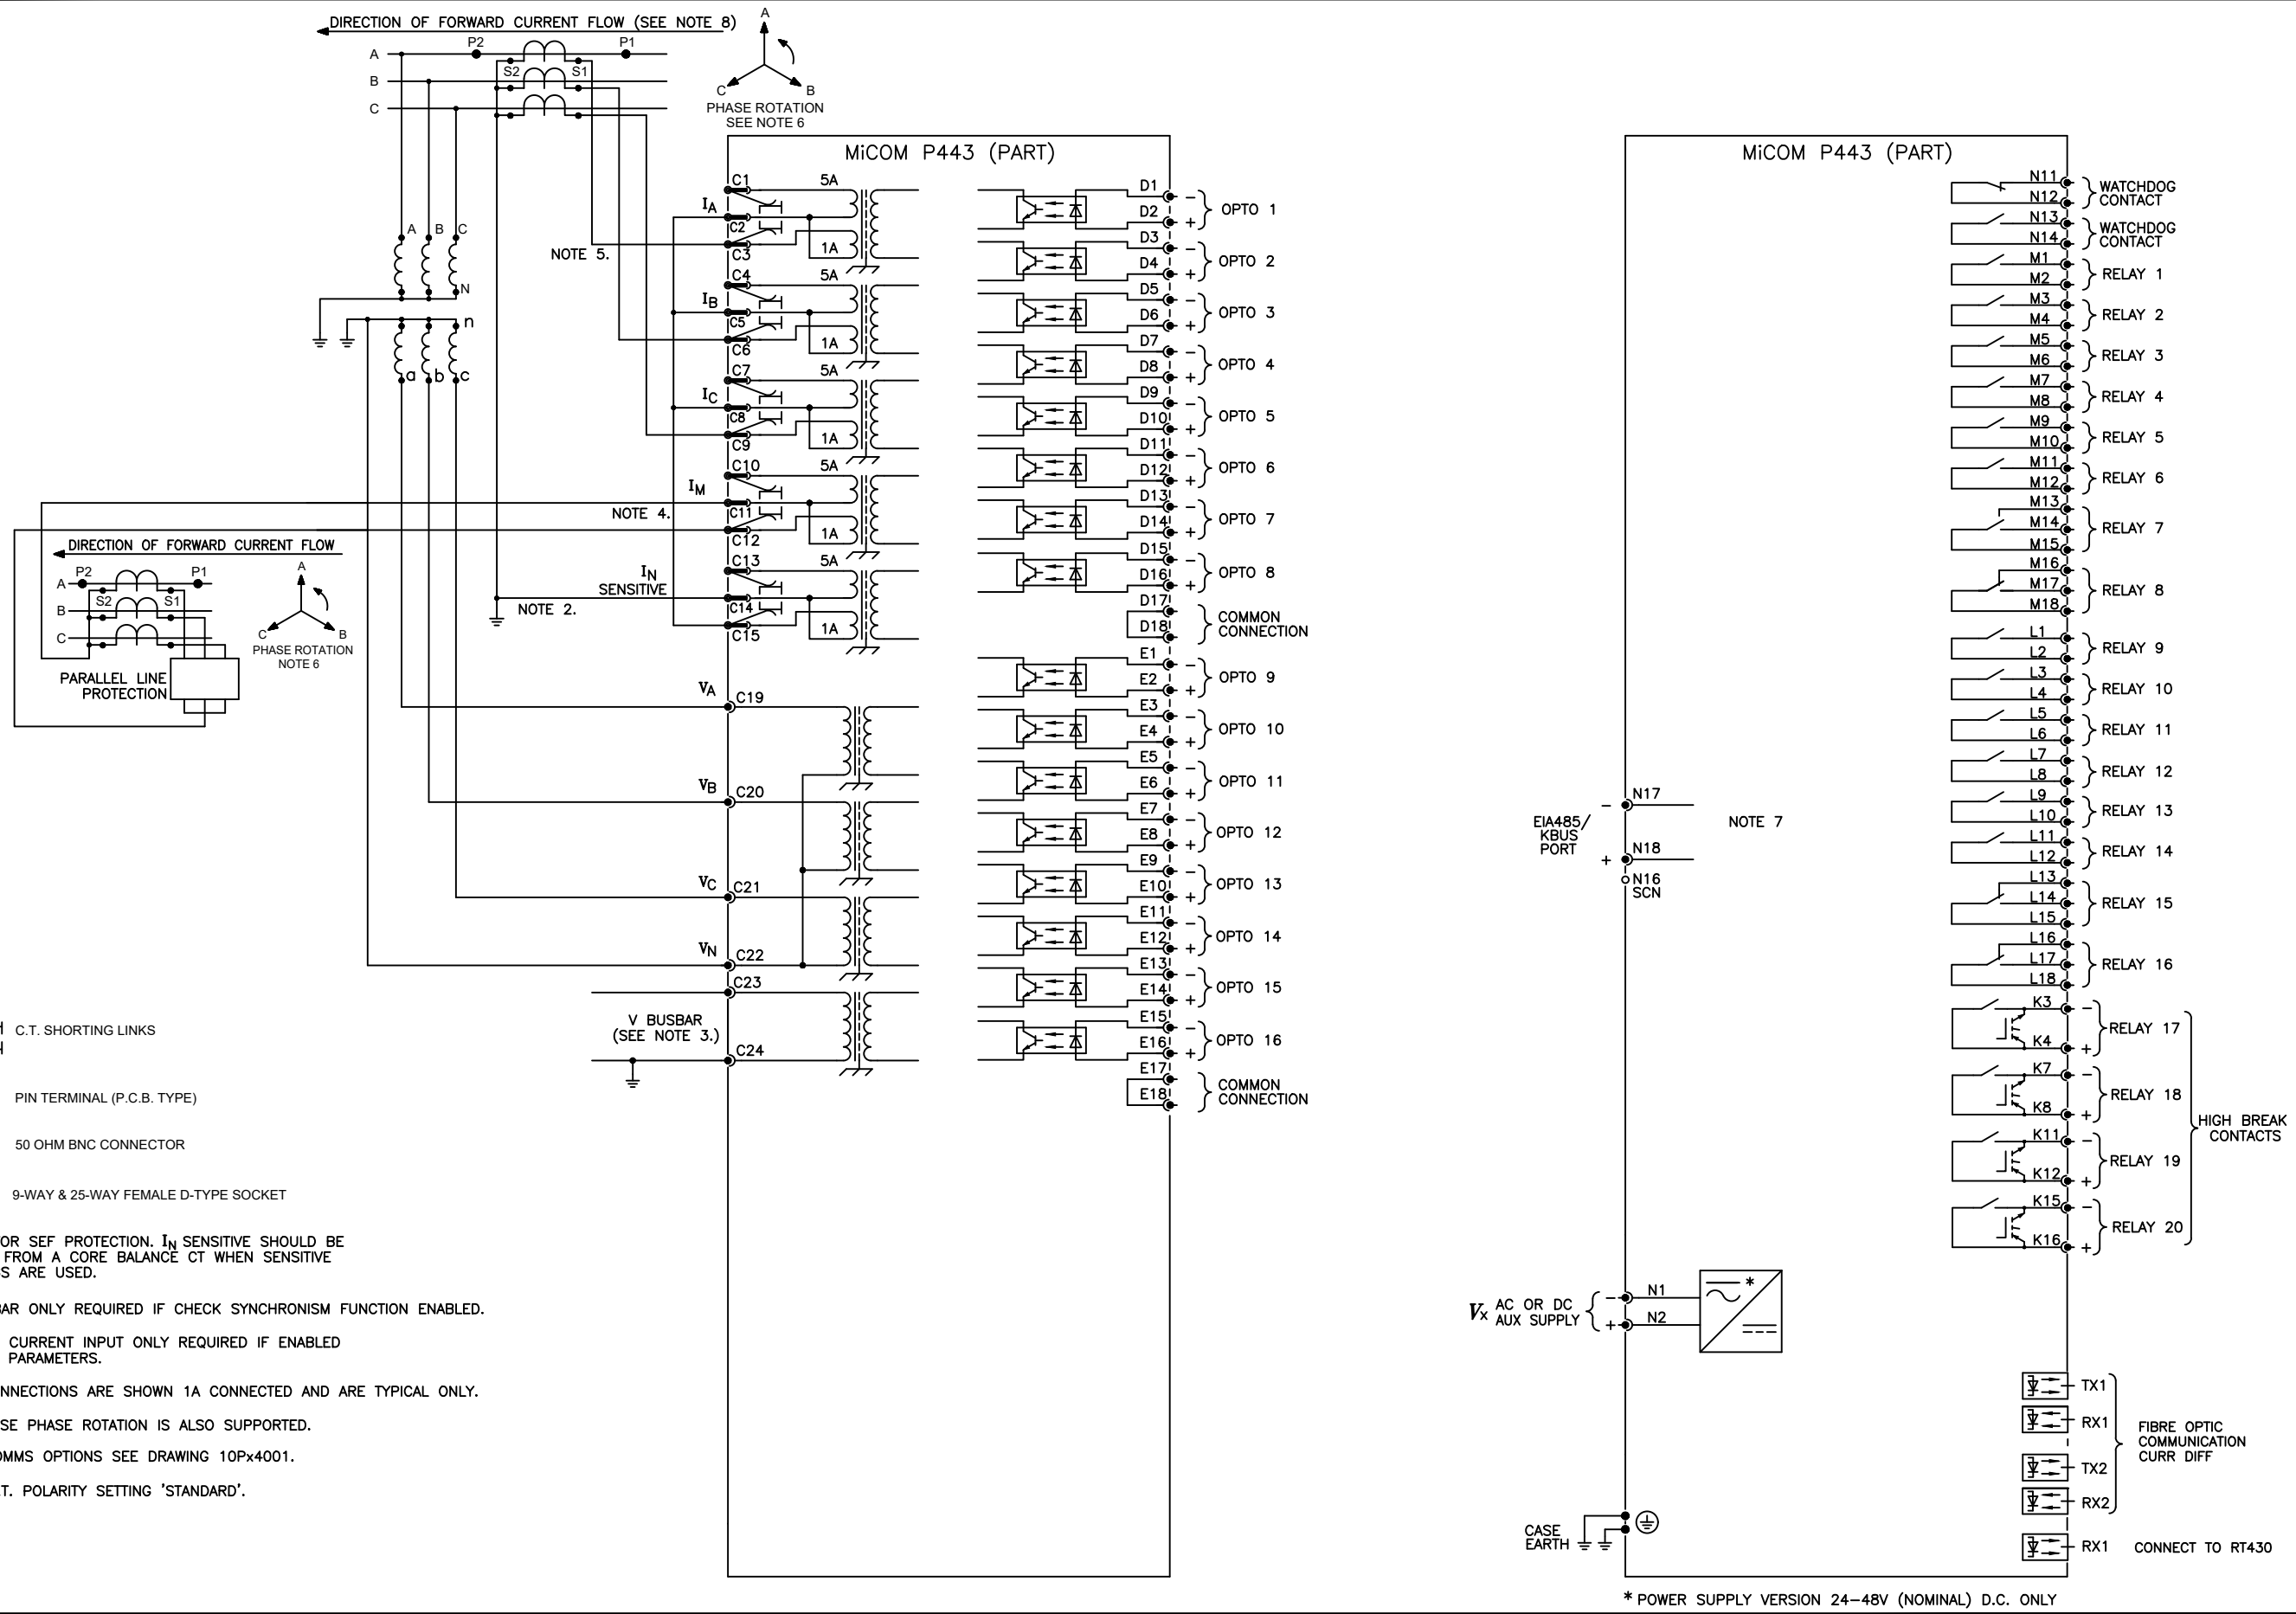 DIRECTION OF FORWARD CURRENT FLOW (SEE NOTE 8)
A
P2
P1
A
S2
S1
B
C
C
B
PHASE ROTATION
SEE NOTE 6
A
B
C
N
n
a
b
c
NOTE 5.
NOTE 4.
NOTE 2.
DIRECTION OF FORWARD CURRENT FLOW
P2
P1
A
S2
S1
B
C
A
C
B
PHASE ROTATION
NOTE 6
PARALLEL LINE
PROTECTION
MiCOM P443 (PART)
C1
5A
IA
C2
1A
C3
C4
5A
IB
C5
1A
C6
C7
5A
IC
C8
1A
C9
C10
5A
IM
C11
1A
C12
C13
5A
IN
SENSITIVE
C14
1A
C15
VA
C19
VB
C20
VC
C21
VN
C22
C23
V BUSBAR
(SEE NOTE 3.)
C24
D1 −
OPTO 1
D2 +
D3 −
OPTO 2
D4 +
D5 −
OPTO 3
D6 +
D7 −
OPTO 4
D8 +
D9 −
OPTO 5
D10 +
D11 −
OPTO 6
D12 +
D13 −
OPTO 7
D14 +
D15 −
OPTO 8
D16 +
D17
COMMON
CONNECTION
D18
E1 −
OPTO 9
E2 +
E3 −
OPTO 10
E4 +
E5 −
OPTO 11
E6 +
E7 −
OPTO 12
E8 +
E9 −
OPTO 13
E10 +
E11 −
OPTO 14
E12 +
E13 −
OPTO 15
E14 +
E15 −
OPTO 16
E16 +
E17
COMMON
CONNECTION
E18
C.T. SHORTING LINKS
PIN TERMINAL (P.C.B. TYPE)
50 OHM BNC CONNECTOR
9-WAY & 25-WAY FEMALE D-TYPE SOCKET
OR SEF PROTECTION. IN SENSITIVE SHOULD BE
FROM A CORE BALANCE CT WHEN SENSITIVE
S ARE USED.
BAR ONLY REQUIRED IF CHECK SYNCHRONISM FUNCTION ENABLED.
CURRENT INPUT ONLY REQUIRED IF ENABLED
PARAMETERS.
NNECTIONS ARE SHOWN 1A CONNECTED AND ARE TYPICAL ONLY.
SE PHASE ROTATION IS ALSO SUPPORTED.
OMMS OPTIONS SEE DRAWING 10Px4001.
.T. POLARITY SETTING 'STANDARD'.
MiCOM P443 (PART)
N11
WATCHDOG
CONTACT
N12
N13
WATCHDOG
CONTACT
N14
M1
RELAY 1
M2
M3
RELAY 2
M4
M5
RELAY 3
M6
M7
RELAY 4
M8
M9
RELAY 5
M10
M11
RELAY 6
M12
M13
M14
RELAY 7
M15
M16
M17
RELAY 8
M18
L1
RELAY 9
L2
L3
RELAY 10
L4
L5
RELAY 11
L6
L7
RELAY 12
L8
L9
RELAY 13
L10
L11
RELAY 14
L12
L13
L14
RELAY 15
L15
L16
L17
RELAY 16
L18
K3 −
RELAY 17
K4 +
K7 −
RELAY 18
K8 +
K11 −
RELAY 19
K12 +
K15 −
RELAY 20
K16 +
HIGH BREAK
CONTACTS
− N17
EIA485/
KBUS
PORT
NOTE 7
+ N18
N16
SCN
Vx AC OR DC
AUX SUPPLY
− N1
+ N2
*
TX1
RX1
TX2
RX2
FIBRE OPTIC
COMMUNICATION
CURR DIFF
CASE
EARTH
RX1 CONNECT TO RT430
* POWER SUPPLY VERSION 24−48V (NOMINAL) D.C. ONLY